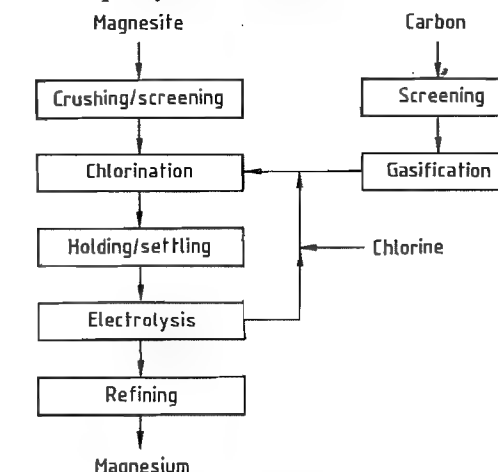 Magnesite
Carbon
Crushing/screening
Screening
Chlorination
Gasification
Holding/settling
Chlorine
Electrolysis
Refining
Magnesium